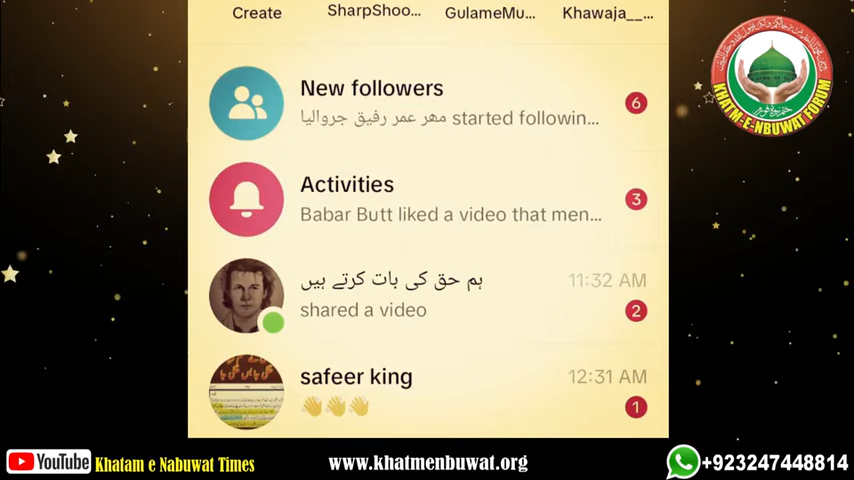 Create SharpShoo... GulameMu... Khawaja__...
New followers
مهر عمر رفیق جروالیا started followin...
6
Activities
Babar Butt liked a video that men...
3
ہم حق کی بات کرتے ہیں
11:32 AM
shared a video
2
safeer king
12:31 AM
👋👋👋
1
KHATM-E-NBUWAT FORUM
YouTube Khatam e Nabuwat Times
www.khatmenbuwat.org
+923247448814